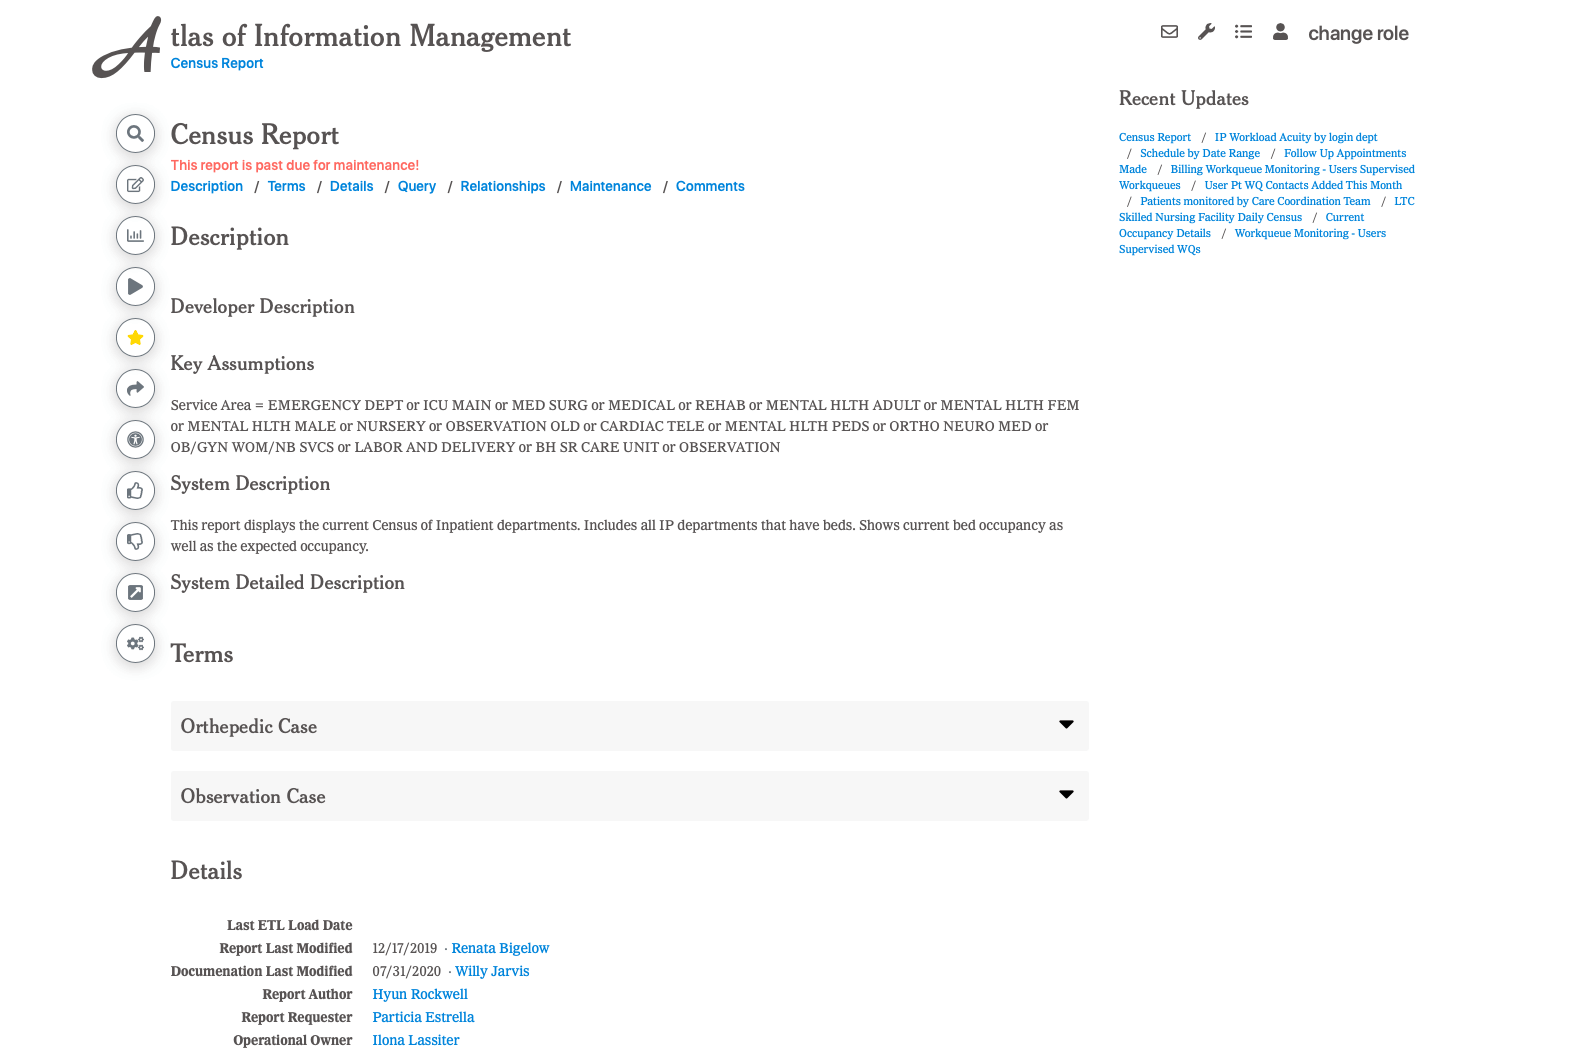 Atlas of Information Management
Census Report
change role
Census Report
This report is past due for maintenance!
Description / Terms / Details / Query / Relationships / Maintenance / Comments
Description
Developer Description
Key Assumptions
Service Area = EMERGENCY DEPT or ICU MAIN or MED SURG or MEDICAL or REHAB or MENTAL HLTH ADULT or MENTAL HLTH FEM
or MENTAL HLTH MALE or NURSERY or OBSERVATION OLD or CARDIAC TELE or MENTAL HLTH PEDS or ORTHO NEURO MED or
OB/GYN WOM/NB SVCS or LABOR AND DELIVERY or BH SR CARE UNIT or OBSERVATION
System Description
This report displays the current Census of Inpatient departments. Includes all IP departments that have beds. Shows current bed occupancy as
well as the expected occupancy.
System Detailed Description
Terms
Orthepedic Case
Observation Case
Details
Last ETL Load Date
Report Last Modified 12/17/2019 · Renata Bigelow
Documenation Last Modified 07/31/2020 · Willy Jarvis
Report Author Hyun Rockwell
Report Requester Particia Estrella
Operational Owner Ilona Lassiter
Recent Updates
Census Report / IP Workload Acuity by login dept
/ Schedule by Date Range / Follow Up Appointments
Made / Billing Workqueue Monitoring - Users Supervised
Workqueues / User Pt WQ Contacts Added This Month
/ Patients monitored by Care Coordination Team / LTC
Skilled Nursing Facility Daily Census / Current
Occupancy Details / Workqueue Monitoring - Users
Supervised WQs